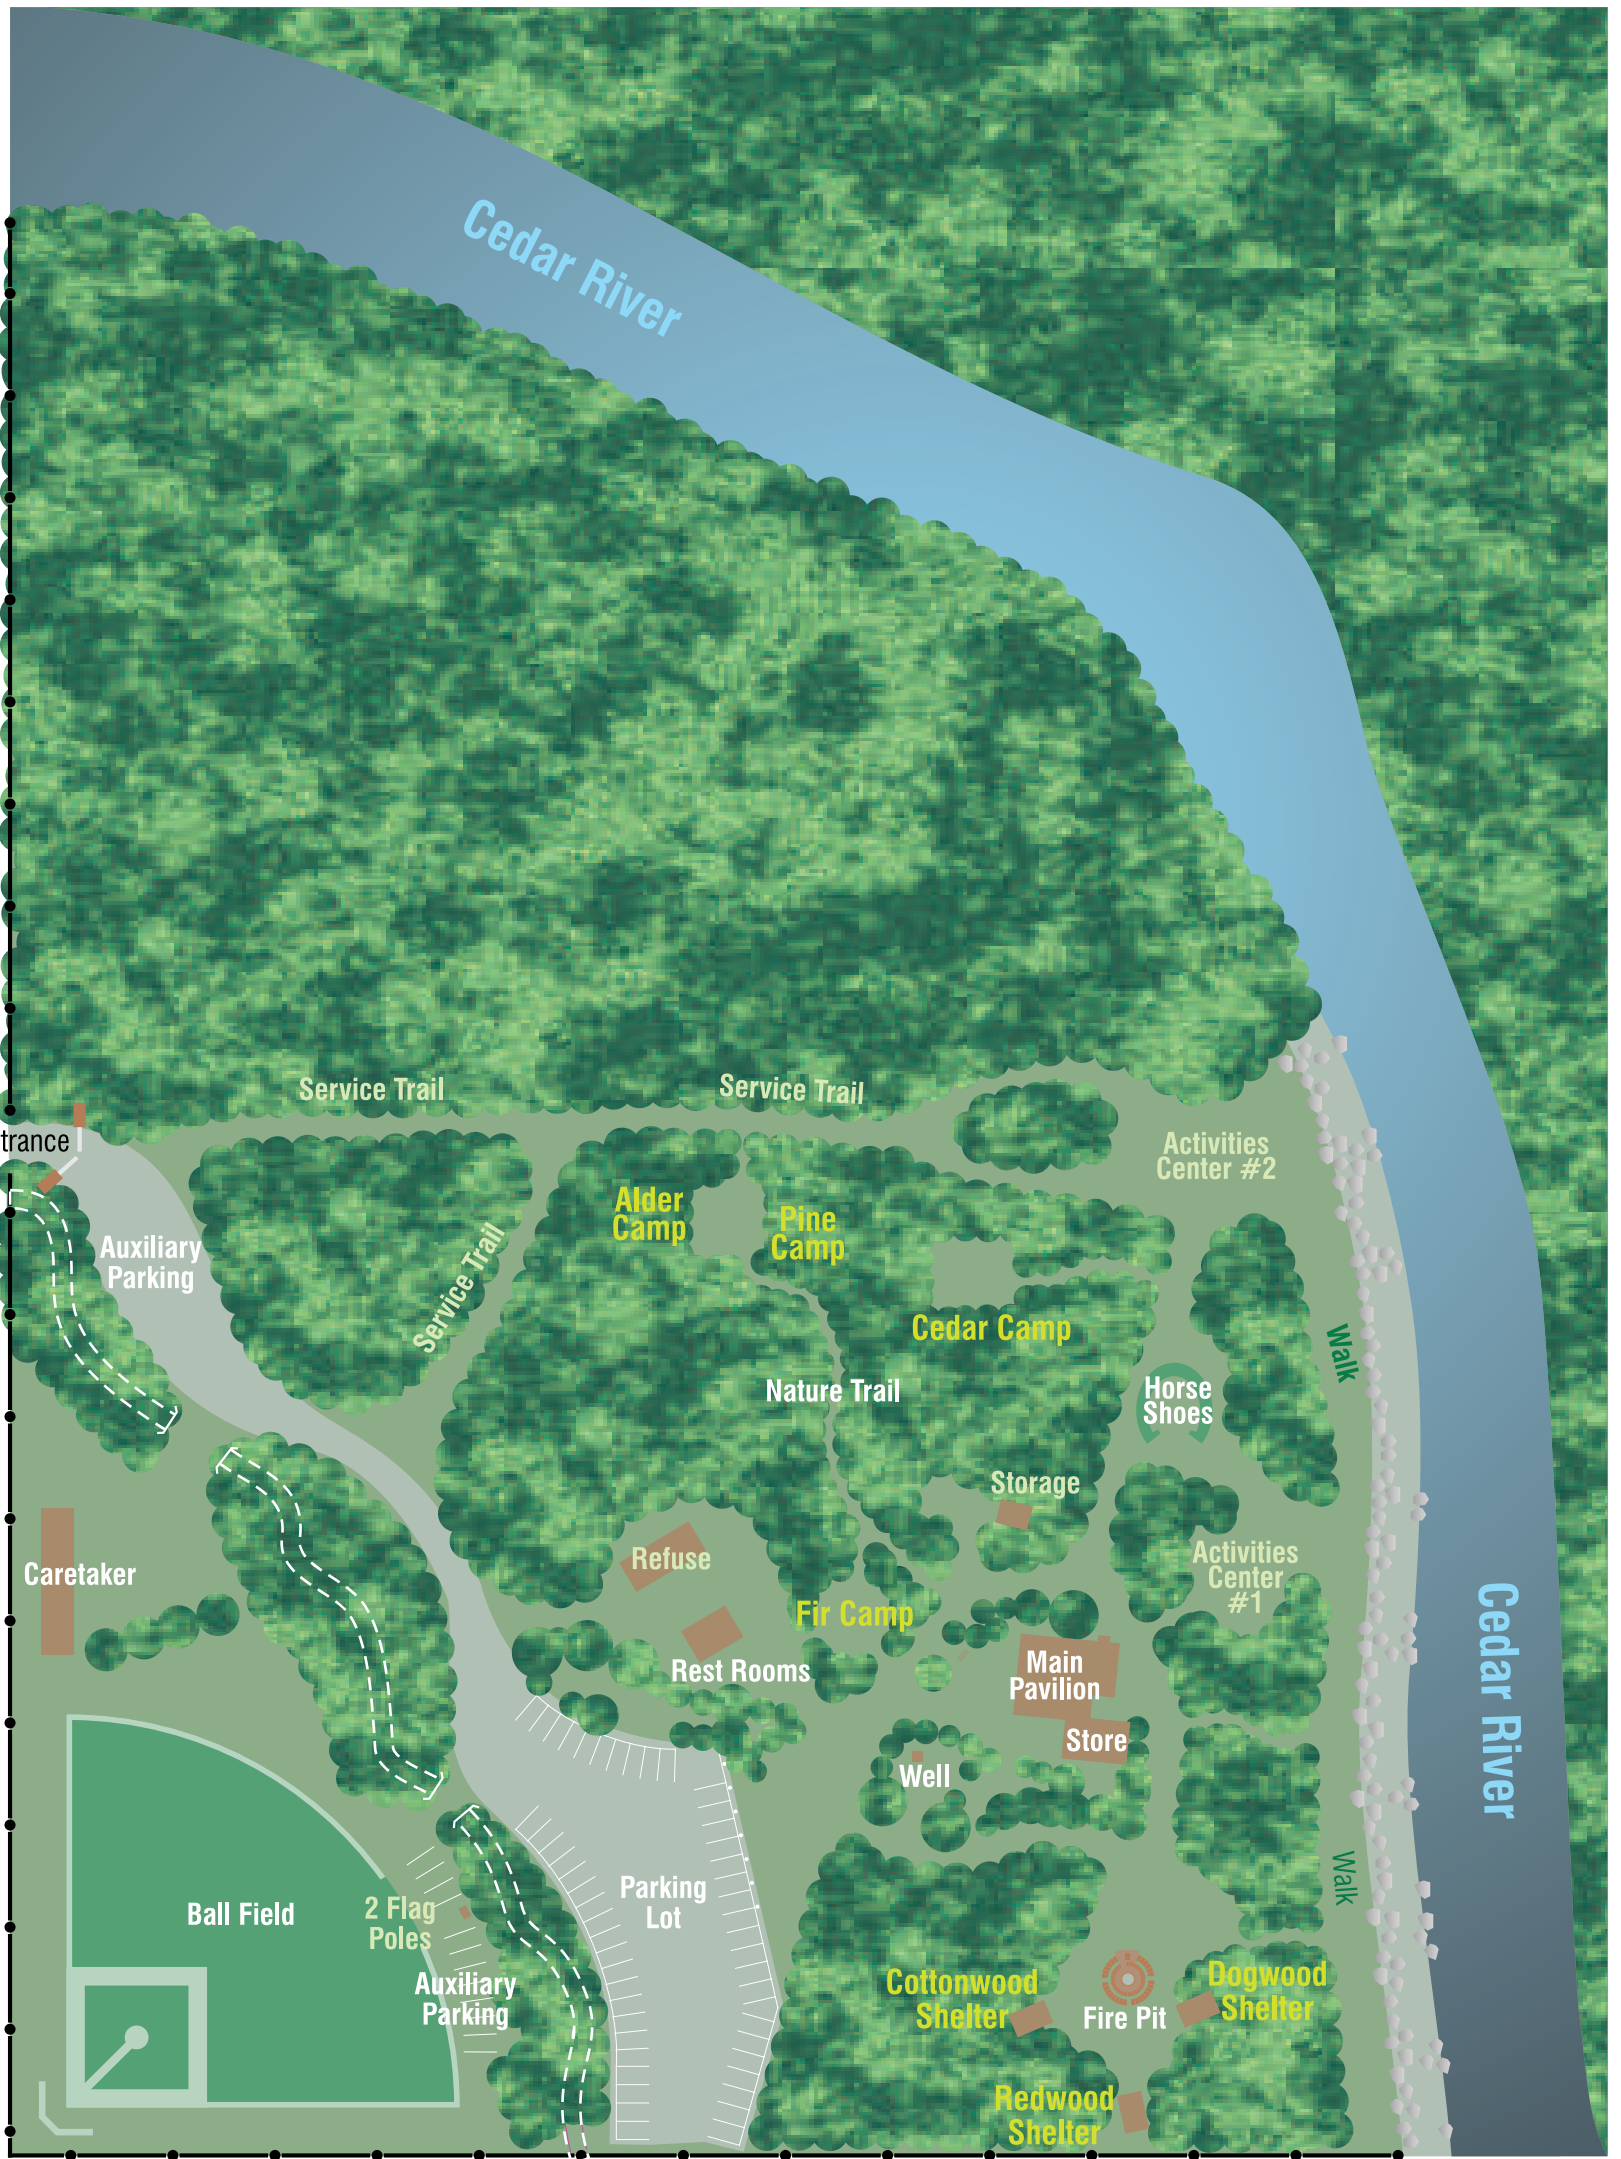 Cedar River
Service Trail
Service Trail
trance
Activities
Center #2
Alder
Camp
Pine
Camp
Auxiliary
Parking
Service Trail
Cedar Camp
Walk
Nature Trail
Horse
Shoes
Storage
Refuse
Activities
Center
#1
Caretaker
Fir Camp
Rest Rooms
Main
Pavilion
Cedar River
Store
Well
Walk
Parking
Lot
Ball Field
2 Flag
Poles
Auxiliary
Parking
Cottonwood
Shelter
Dogwood
Shelter
Fire Pit
Redwood
Shelter